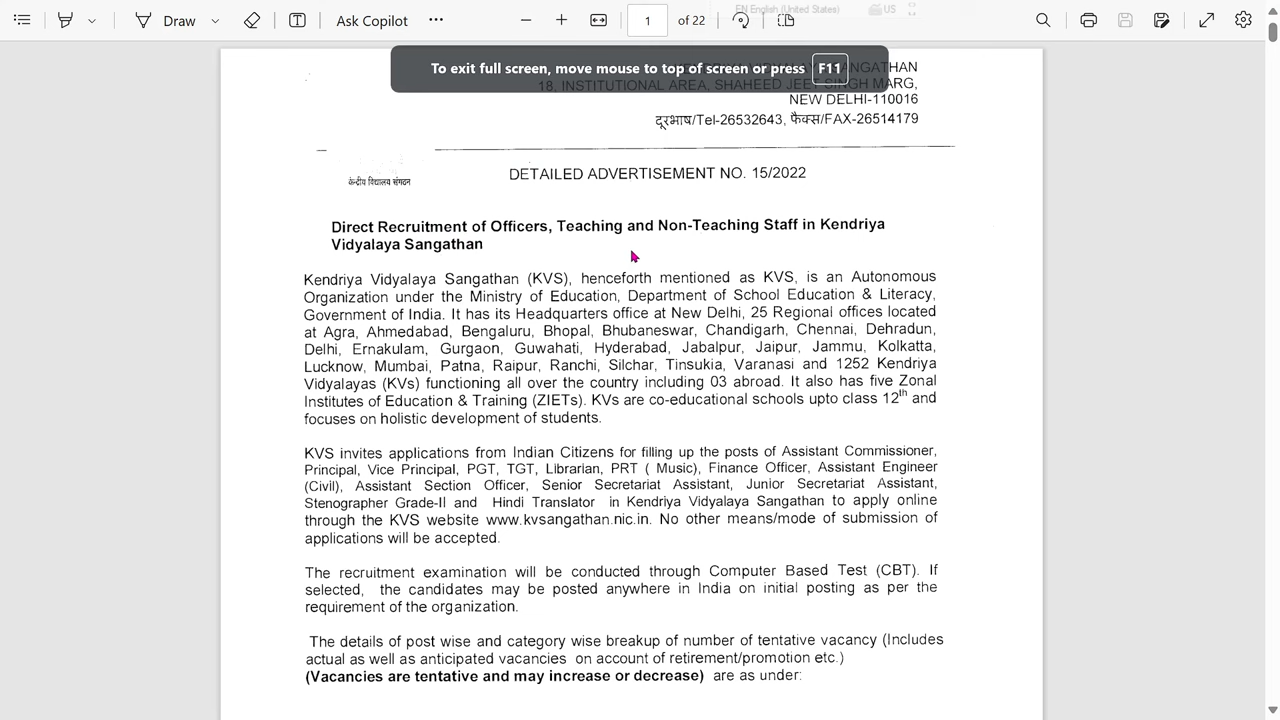 Draw
Ask Copilot
1
of 22
EN English (United States)
US
To exit full screen, move mouse to top of screen or press F11
SANGATHAN
18, INSTITUTIONAL AREA, SHAHEED JEET SINGH MARG,
NEW DELHI-110016
दूरभाष/Tel-26532643, फैक्स/FAX-26514179
केन्द्रीय विद्यालय संगठन
DETAILED ADVERTISEMENT NO. 15/2022
Direct Recruitment of Officers, Teaching and Non-Teaching Staff in Kendriya
Vidyalaya Sangathan
Kendriya Vidyalaya Sangathan (KVS), henceforth mentioned as KVS, is an Autonomous
Organization under the Ministry of Education, Department of School Education & Literacy,
Government of India. It has its Headquarters office at New Delhi, 25 Regional offices located
at Agra, Ahmedabad, Bengaluru, Bhopal, Bhubaneswar, Chandigarh, Chennai, Dehradun,
Delhi, Ernakulam, Gurgaon, Guwahati, Hyderabad, Jabalpur, Jaipur, Jammu, Kolkatta,
Lucknow, Mumbai, Patna, Raipur, Ranchi, Silchar, Tinsukia, Varanasi and 1252 Kendriya
Vidyalayas (KVs) functioning all over the country including 03 abroad. It also has five Zonal
Institutes of Education & Training (ZIETs). KVs are co-educational schools upto class 12th and
focuses on holistic development of students.
KVS invites applications from Indian Citizens for filling up the posts of Assistant Commissioner,
Principal, Vice Principal, PGT, TGT, Librarian, PRT ( Music), Finance Officer, Assistant Engineer
(Civil), Assistant Section Officer, Senior Secretariat Assistant, Junior Secretariat Assistant,
Stenographer Grade-II and Hindi Translator in Kendriya Vidyalaya Sangathan to apply online
through the KVS website www.kvsangathan.nic.in. No other means/mode of submission of
applications will be accepted.
The recruitment examination will be conducted through Computer Based Test (CBT). If
selected, the candidates may be posted anywhere in India on initial posting as per the
requirement of the organization.
The details of post wise and category wise breakup of number of tentative vacancy (Includes
actual as well as anticipated vacancies on account of retirement/promotion etc.)
(Vacancies are tentative and may increase or decrease) are as under: